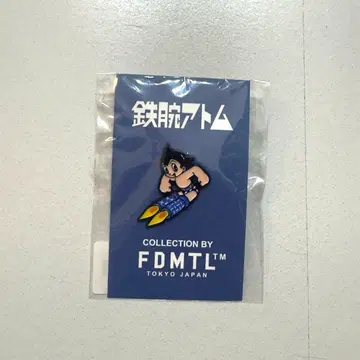 鉄腕アトム
COLLECTION BY
FDMTL™
TOKYO JAPAN